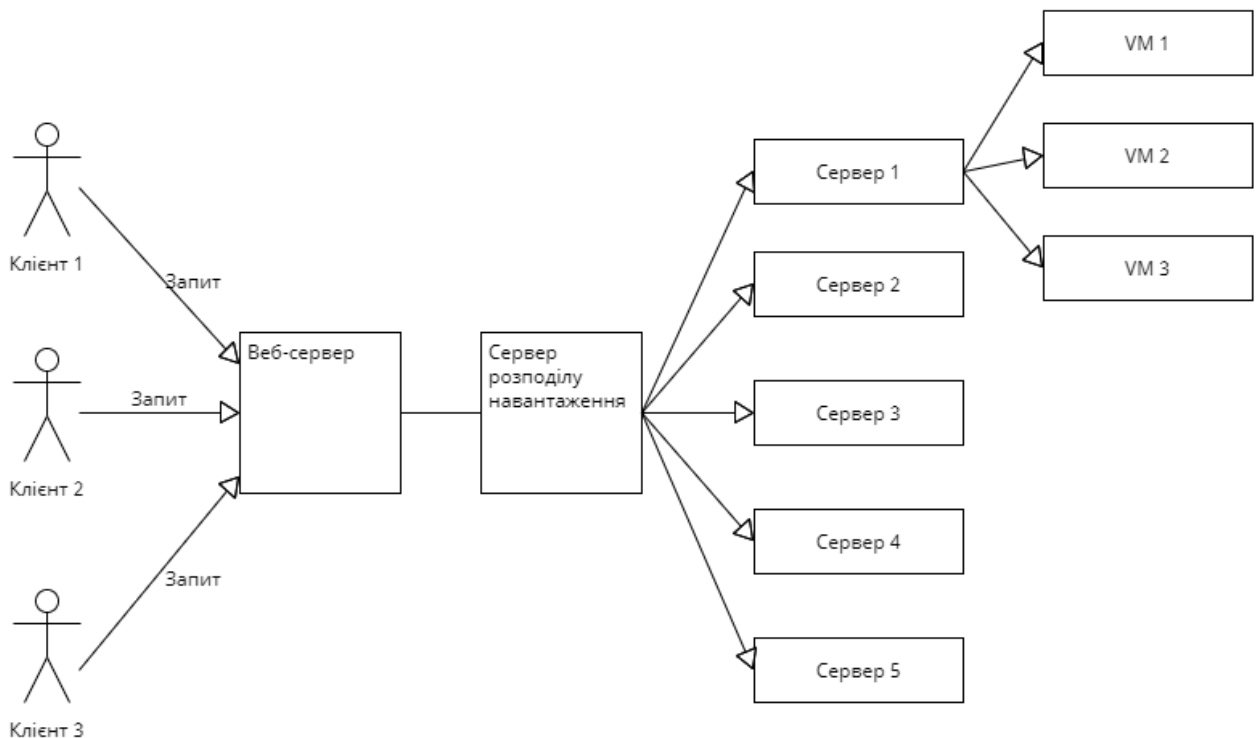 Клієнт 1
Запит
Клієнт 2
Запит
Клієнт 3
Запит
Веб-сервер
Сервер
розподілу
навантаження
Сервер 1
Сервер 2
Сервер 3
Сервер 4
Сервер 5
VM 1
VM 2
VM 3